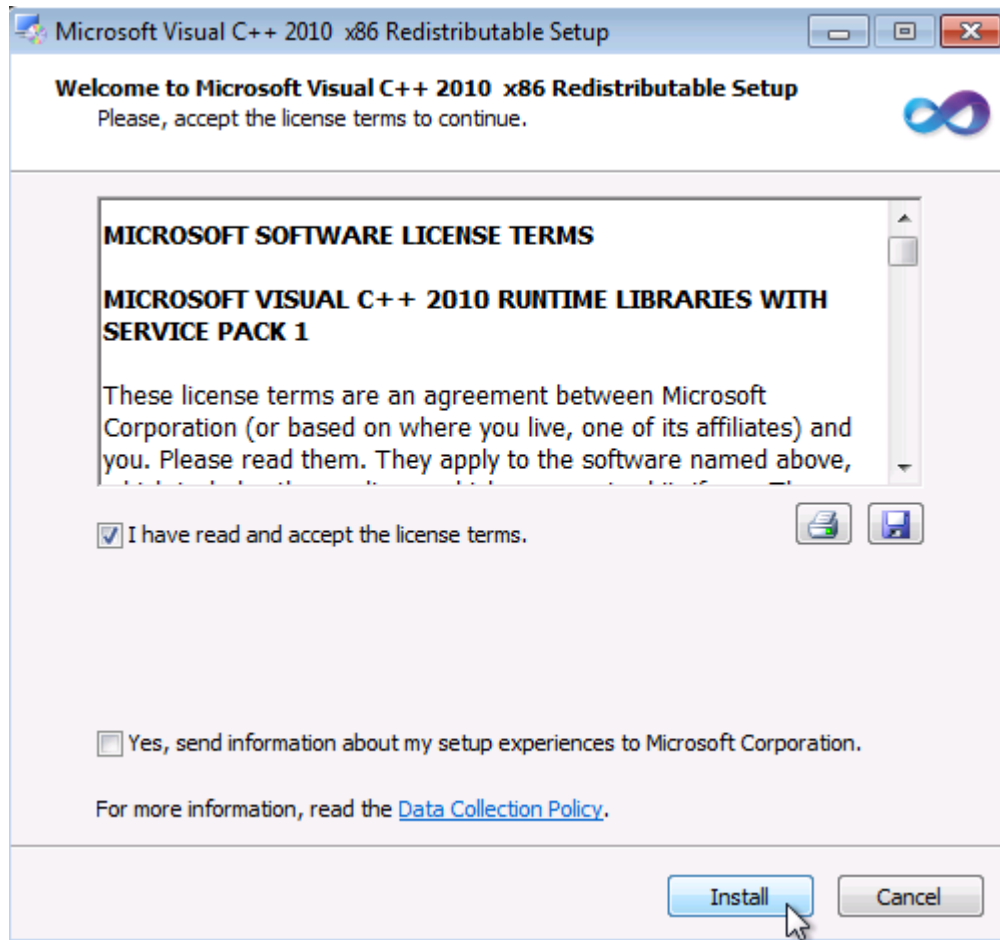 Microsoft Visual C++ 2010 x86 Redistributable Setup
Welcome to Microsoft Visual C++ 2010 x86 Redistributable Setup
Please, accept the license terms to continue.
MICROSOFT SOFTWARE LICENSE TERMS
MICROSOFT VISUAL C++ 2010 RUNTIME LIBRARIES WITH
SERVICE PACK 1
These license terms are an agreement between Microsoft
Corporation (or based on where you live, one of its affiliates) and
you. Please read them. They apply to the software named above,
I have read and accept the license terms.
Yes, send information about my setup experiences to Microsoft Corporation.
For more information, read the Data Collection Policy.
Install
Cancel